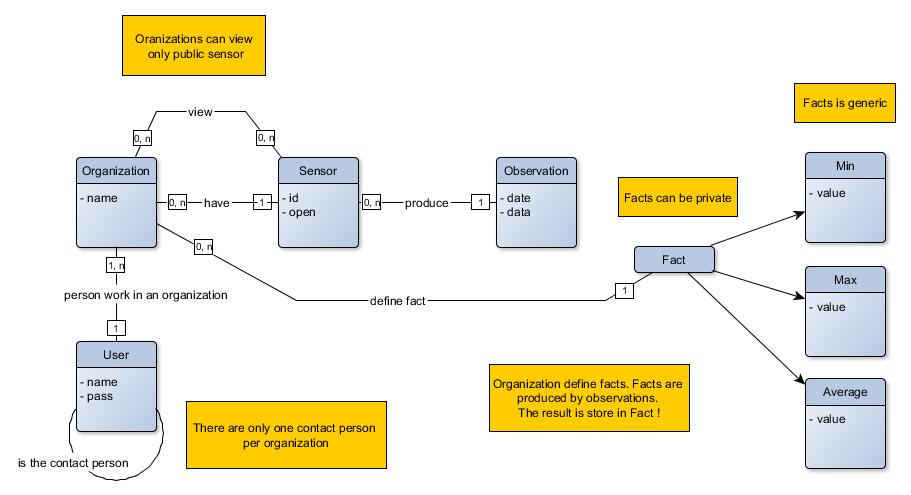 Oranizations can view
only public sensor
Facts is generic
view
0, n
0, n
Organization
- name
0, n
have
1
Sensor
- id
- open
0, n
produce
1
Observation
- date
- data
Facts can be private
Min
- value
0, n
Fact
1, n
person work in an organization
1
define fact
1
Max
- value
User
- name
- pass
is the contact person
There are only one contact person
per organization
Organization define facts. Facts are
produced by observations.
The result is store in Fact !
Average
- value